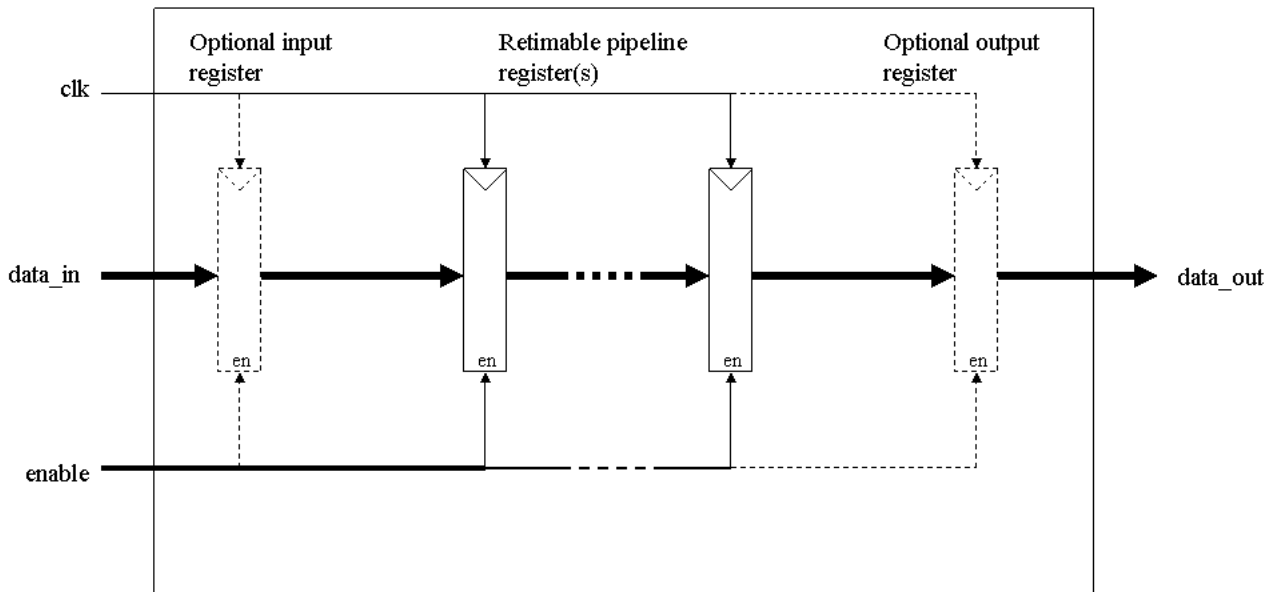 Optional input
register
Retimable pipeline
register(s)
Optional output
register
clk
data_in
data_out
en
en
en
en
enable